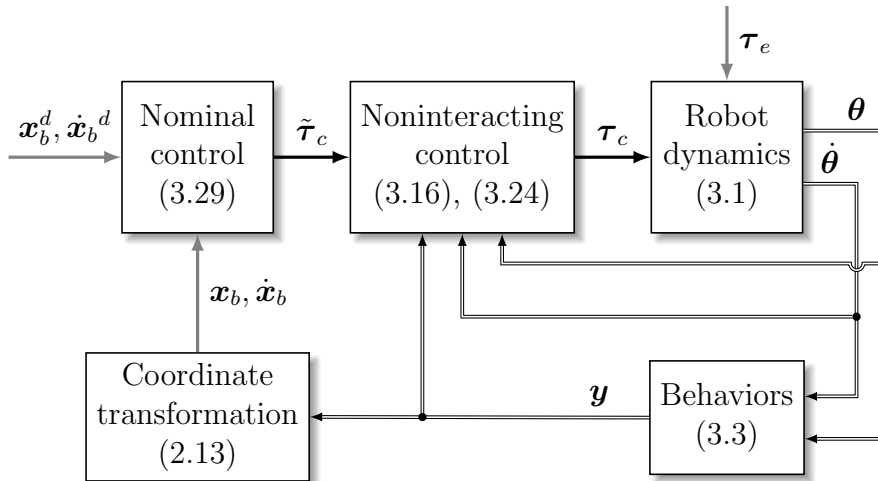 τ_e
x_b^d, ẋ_b^d
Nominal
control
(3.29)
τ̃_c
Noninteracting
control
(3.16), (3.24)
τ_c
Robot
dynamics
(3.1)
θ
θ̇
x_b, ẋ_b
Coordinate
transformation
(2.13)
y
Behaviors
(3.3)